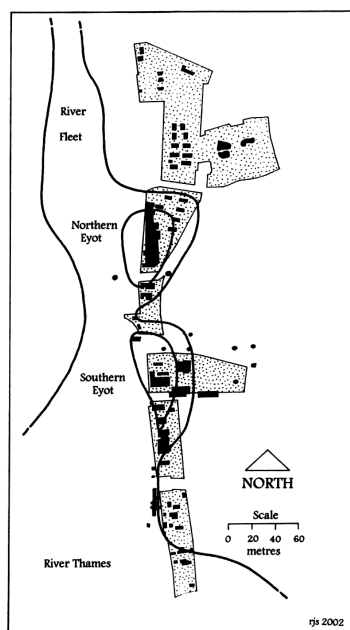 River
Fleet
Northern
Eyot
Southern
Eyot
NORTH
Scale
0 20 40 60
metres
River Thames
rjs 2002